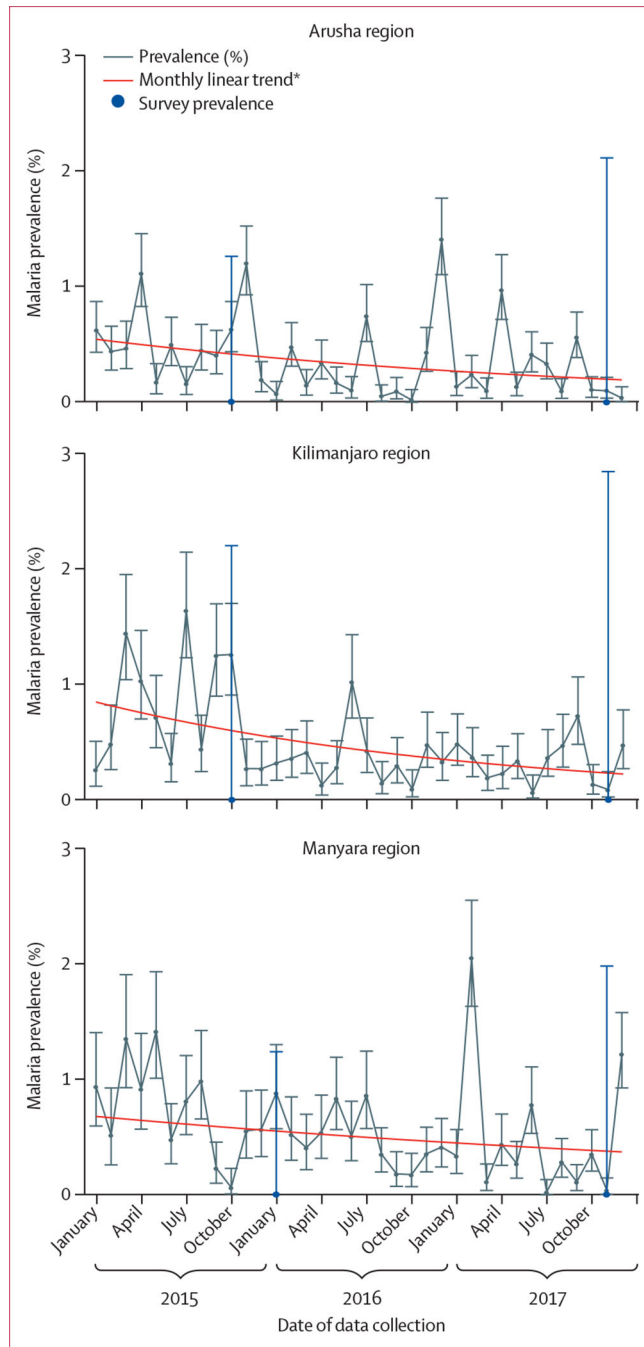 Arusha region
Prevalence (%)
Monthly linear trend*
Survey prevalence
3
2
1
0
Malaria prevalence (%)
Kilimanjaro region
3
2
1
0
Malaria prevalence (%)
Manyara region
3
2
1
0
Malaria prevalence (%)
January
April
July
October
January
April
July
October
January
April
July
October
2015
2016
2017
Date of data collection